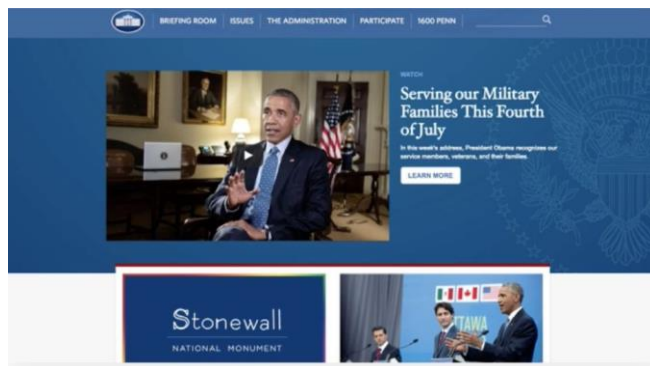 BRIEFING ROOM ISSUES THE ADMINISTRATION PARTICIPATE 1600 PENN
WATCH
Serving our Military
Families This Fourth
of July
In this week's address, President Obama recognizes our
service members, veterans, and their families.
LEARN MORE
Stonewall
NATIONAL MONUMENT
TTAWA